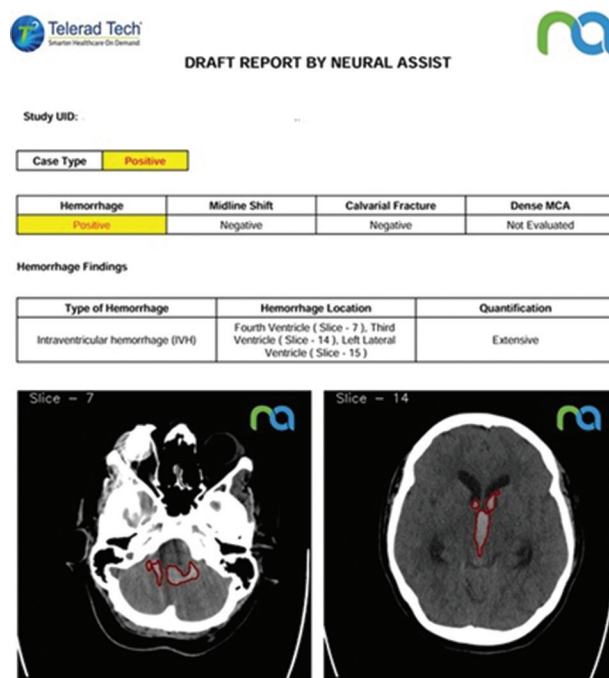 Telerad Tech®
Smarter Healthcare On Demand
DRAFT REPORT BY NEURAL ASSIST
Study UID:
Case Type Positive
Hemorrhage Midline Shift Calvarial Fracture Dense MCA
Positive Negative Negative Not Evaluated
Hemorrhage Findings
Type of Hemorrhage Hemorrhage Location Quantification
Intraventricular hemorrhage (IVH) Fourth Ventricle ( Slice - 7 ), Third
Ventricle ( Slice - 14 ), Left Lateral
Ventricle ( Slice - 15 ) Extensive
Slice - 7 Slice - 14